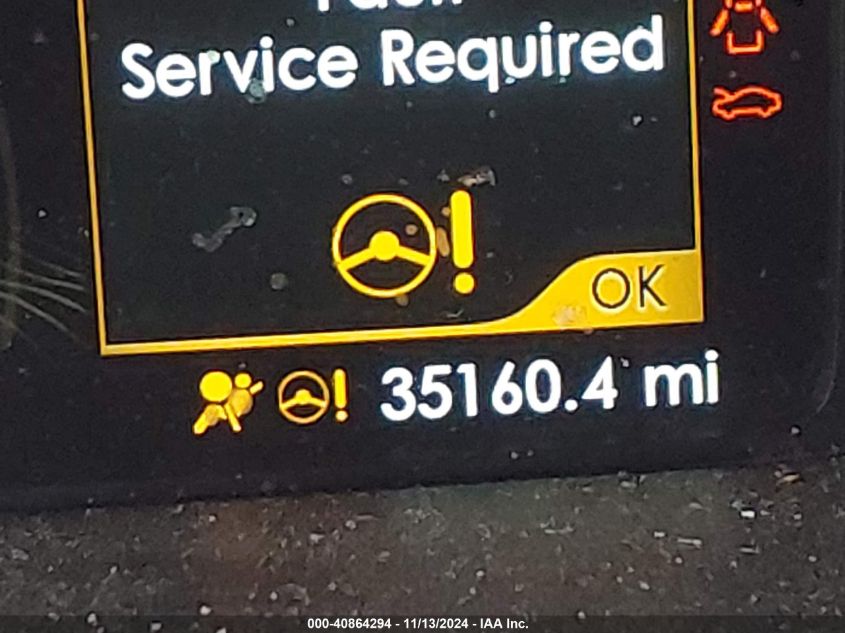 Service Required
OK
35160.4 mi
000-40864294 - 11/13/2024 - IAA Inc.